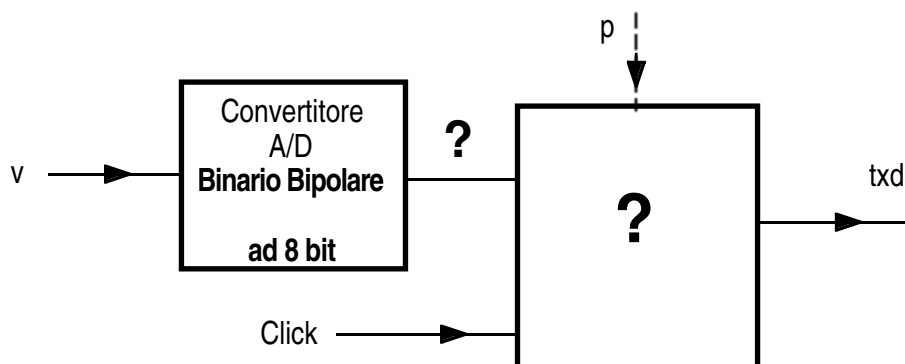 p
Convertitore
A/D
Binario Bipolare
ad 8 bit
?
v
?
txd
Click